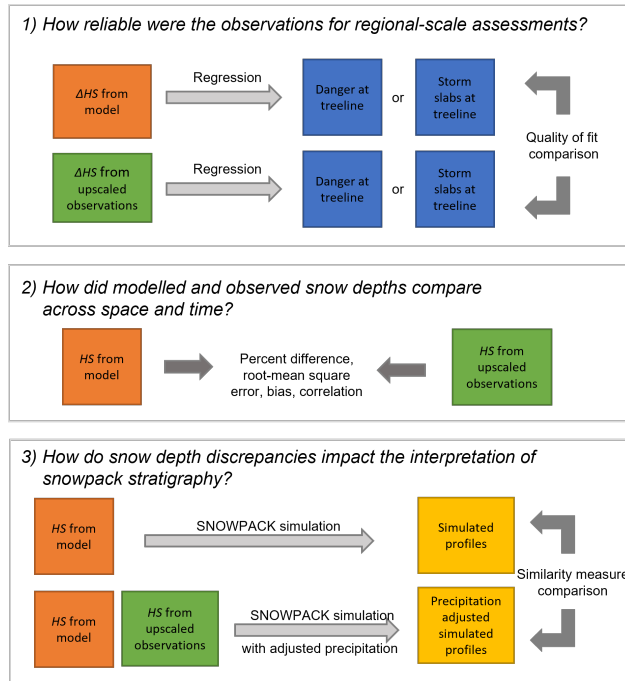 1) How reliable were the observations for regional-scale assessments?
ΔHS from
model
Regression
Danger at
treeline
or
Storm
slabs at
treeline
Quality of fit
comparison
ΔHS from
upscaled
observations
Regression
Danger at
treeline
or
Storm
slabs at
treeline
2) How did modelled and observed snow depths compare
across space and time?
HS from
model
Percent difference,
root-mean square
error, bias, correlation
HS from
upscaled
observations
3) How do snow depth discrepancies impact the interpretation of
snowpack stratigraphy?
HS from
model
SNOWPACK simulation
Simulated
profiles
Similarity measure
comparison
HS from
model
HS from
upscaled
observations
SNOWPACK simulation
with adjusted precipitation
Precipitation
adjusted
simulated
profiles